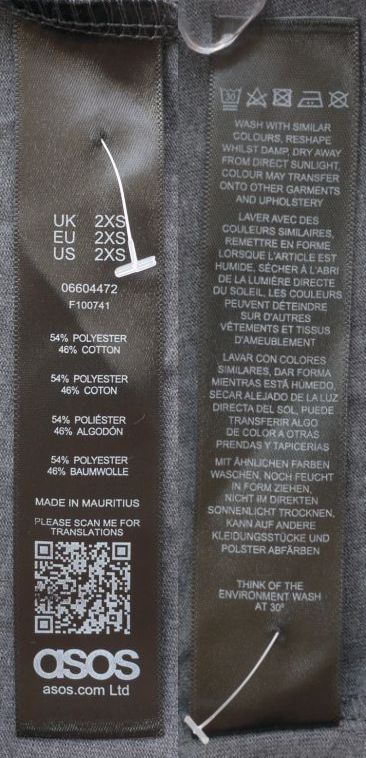 UK 2XS
EU 2XS
US 2XS
06604472
F100741
54% POLYESTER
46% COTTON
54% POLYESTER
46% COTON
54% POLIÉSTER
46% ALGODÓN
54% POLYESTER
46% BAUMWOLLE
MADE IN MAURITIUS
PLEASE SCAN ME FOR
TRANSLATIONS
asos
asos.com Ltd
30
WASH WITH SIMILAR
COLOURS, RESHAPE
WHILST DAMP, DRY AWAY
FROM DIRECT SUNLIGHT,
COLOUR MAY TRANSFER
ONTO OTHER GARMENTS
AND UPHOLSTERY
LAVER AVEC DES
COULEURS SIMILAIRES,
REMETTRE EN FORME
LORSQUE L'ARTICLE EST
HUMIDE, SÉCHER À L'ABRI
DE LA LUMIÈRE DIRECTE
DU SOLEIL, LES COULEURS
PEUVENT DÉTEINDRE
SUR D'AUTRES
VÊTEMENTS ET TISSUS
D'AMEUBLEMENT
LAVAR CON COLORES
SIMILARES, DAR FORMA
MIENTRAS ESTÁ HÚMEDO,
SECAR ALEJADO DE LA LUZ
DIRECTA DEL SOL, PUEDE
TRANSFERIR ALGO
DE COLOR A OTRAS
PRENDAS Y TAPICERIAS
MIT ÄHNLICHEN FARBEN
WASCHEN, NOCH FEUCHT
IN FORM ZIEHEN,
NICHT IM DIREKTEN
SONNENLICHT TROCKNEN,
KANN AUF ANDERE
KLEIDUNGSSTÜCKE UND
POLSTER ABFÄRBEN
THINK OF THE
ENVIRONMENT WASH
AT 30°